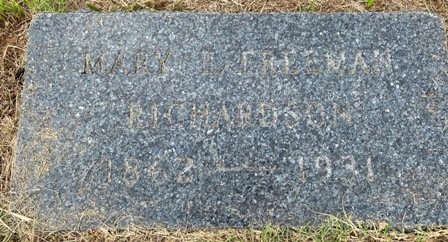 MARY E. FREEMAN
RICHARDSON
1862 — 1931